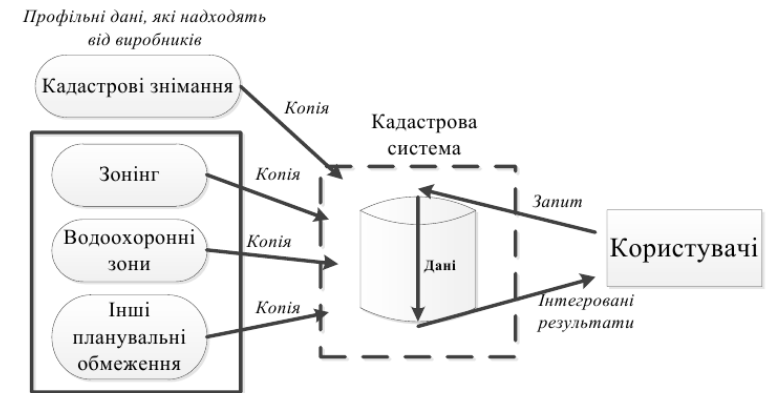 Профільні дані, які надходять
від виробників
Кадастрові знімання
Копія
Кадастрова
система
Зонінг
Копія
Запит
Водоохоронні
зони
Копія
Дані
Користувачі
Інші
планувальні
обмеження
Копія
Інтегровані
результати